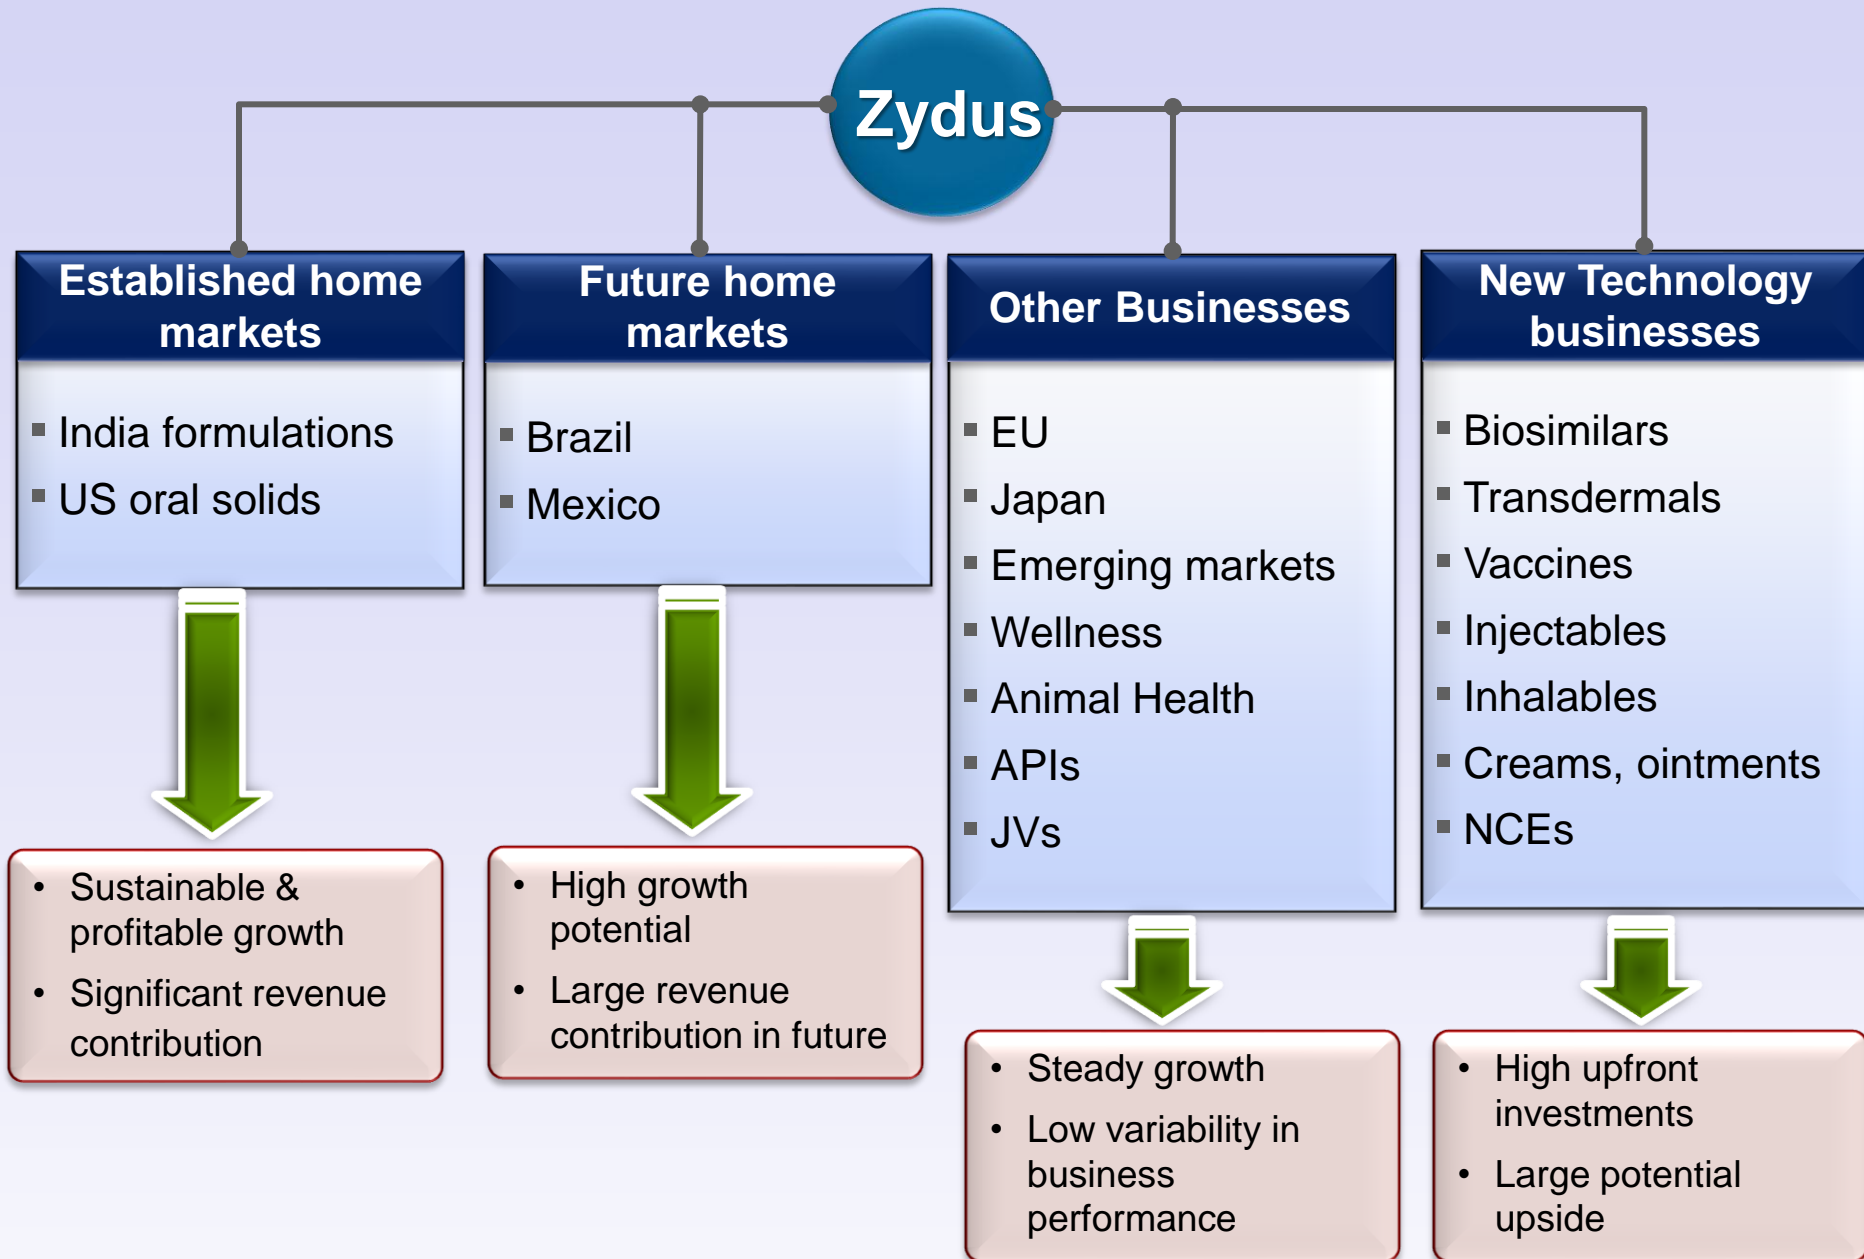 Zydus
Established home
markets
▪ India formulations
▪ US oral solids
• Sustainable &
profitable growth
• Significant revenue
contribution
Future home
markets
▪ Brazil
▪ Mexico
• High growth
potential
• Large revenue
contribution in future
Other Businesses
▪ EU
▪ Japan
▪ Emerging markets
▪ Wellness
▪ Animal Health
▪ APIs
▪ JVs
• Steady growth
• Low variability in
business
performance
New Technology
businesses
▪ Biosimilars
▪ Transdermals
▪ Vaccines
▪ Injectables
▪ Inhalables
▪ Creams, ointments
▪ NCEs
• High upfront
investments
• Large potential
upside